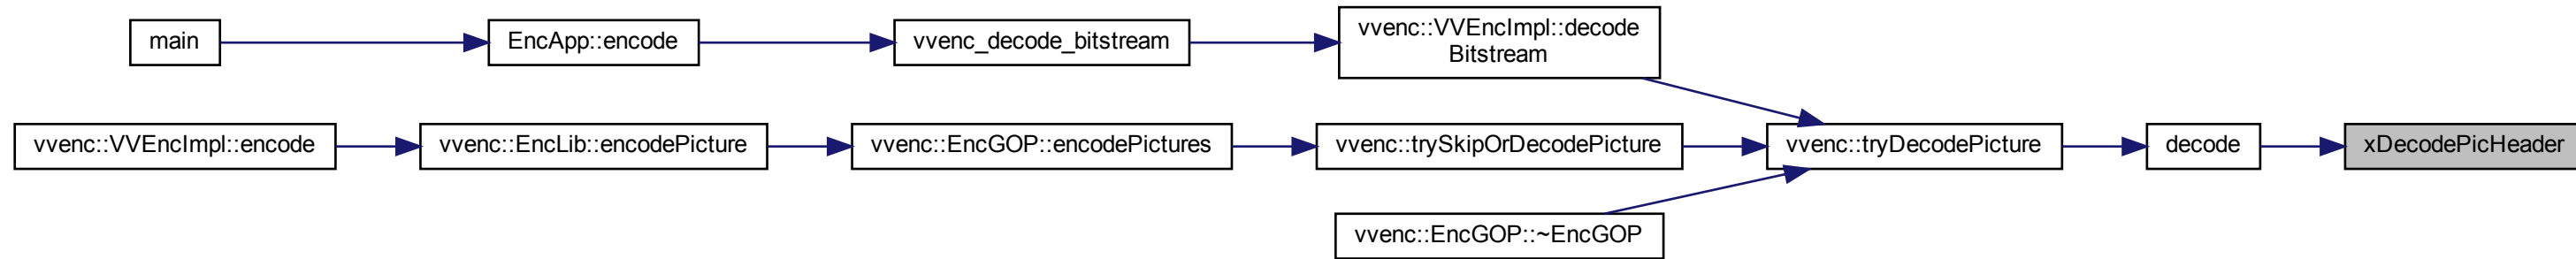 main
EncApp::encode
vvenc_decode_bitstream
vvenc::VVEncImpl::decode
Bitstream
vvenc::VVEncImpl::encode
vvenc::EncLib::encodePicture
vvenc::EncGOP::encodePictures
vvenc::trySkipOrDecodePicture
vvenc::tryDecodePicture
decode
xDecodePicHeader
vvenc::EncGOP::~EncGOP